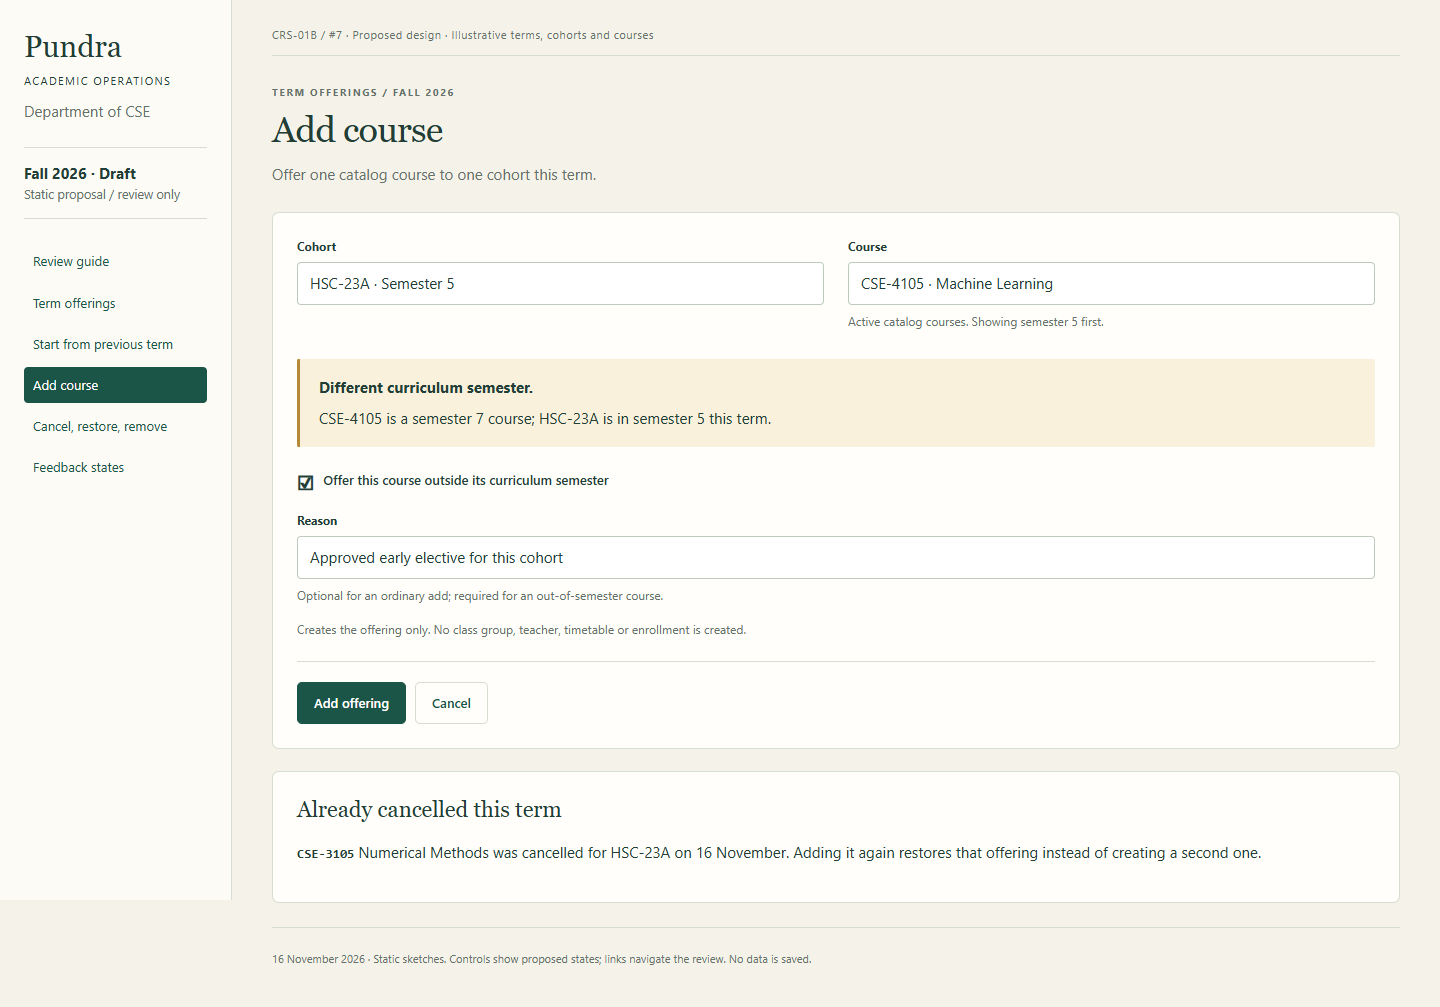 Pundra
ACADEMIC OPERATIONS
Department of CSE
Fall 2026 · Draft
Static proposal / review only
Review guide
Term offerings
Start from previous term
Add course
Cancel, restore, remove
Feedback states
CRS-01B / #7 · Proposed design · Illustrative terms, cohorts and courses
TERM OFFERINGS / FALL 2026
Add course
Offer one catalog course to one cohort this term.
Cohort
HSC-23A · Semester 5
Course
CSE-4105 · Machine Learning
Active catalog courses. Showing semester 5 first.
Different curriculum semester.
CSE-4105 is a semester 7 course; HSC-23A is in semester 5 this term.
Offer this course outside its curriculum semester
Reason
Approved early elective for this cohort
Optional for an ordinary add; required for an out-of-semester course.
Creates the offering only. No class group, teacher, timetable or enrollment is created.
Add offering
Cancel
Already cancelled this term
CSE-3105 Numerical Methods was cancelled for HSC-23A on 16 November. Adding it again restores that offering instead of creating a second one.
16 November 2026 · Static sketches. Controls show proposed states; links navigate the review. No data is saved.